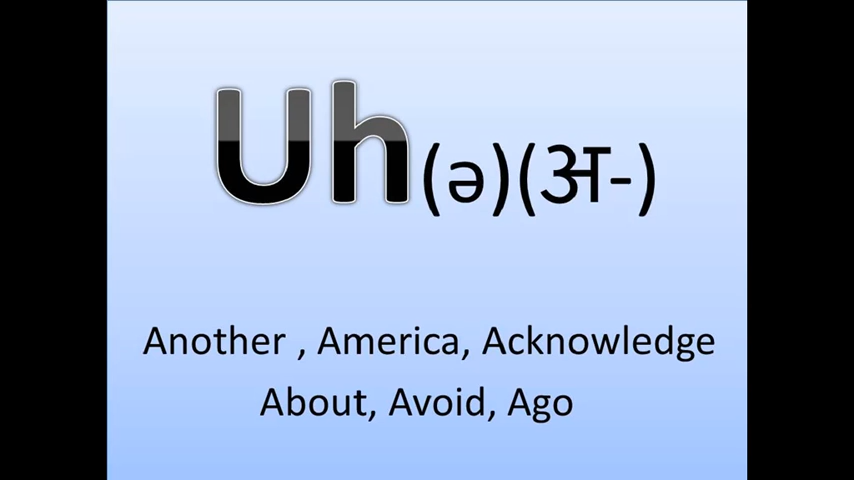 Uh(ə)(अ-)
Another , America, Acknowledge
About, Avoid, Ago